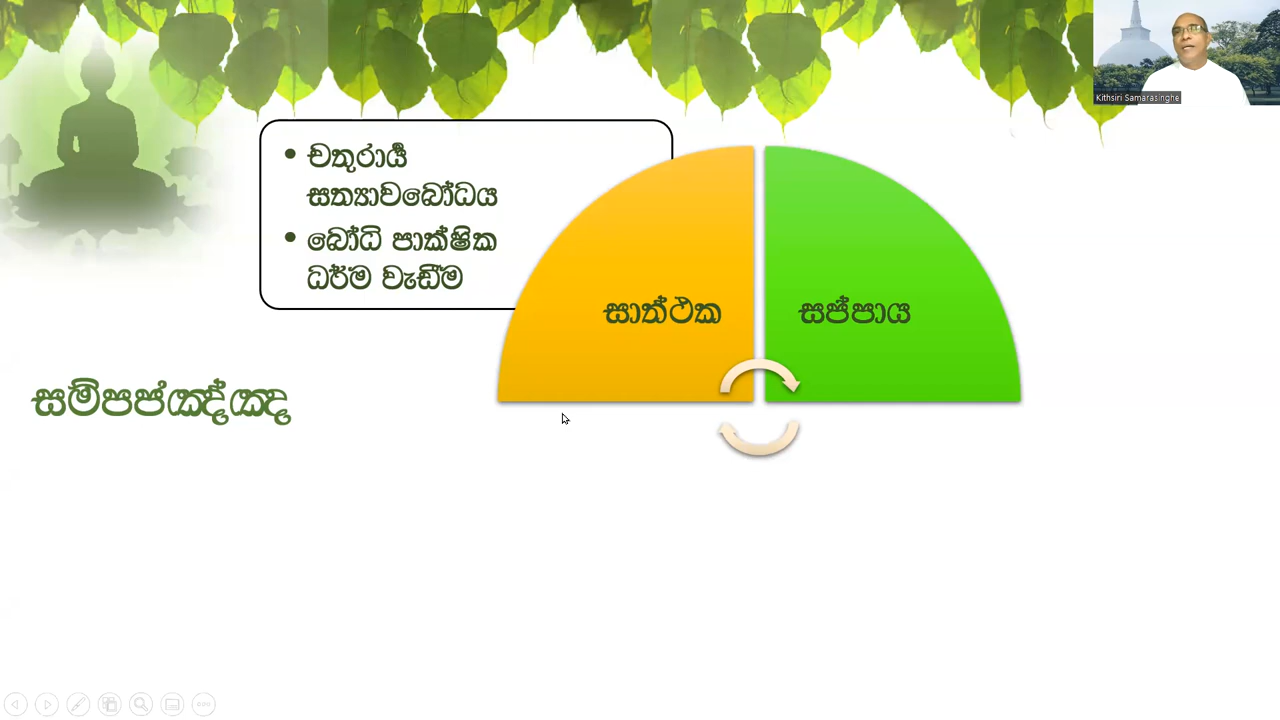 Kithsiri Samarasinghe
• චතුරාර්‍ය
සත්‍යාවබෝධය
• බෝධි පාක්ෂික
ධර්ම වැඩීම
සාත්ථක
සප්පාය
සම්පජඤ්ඤ